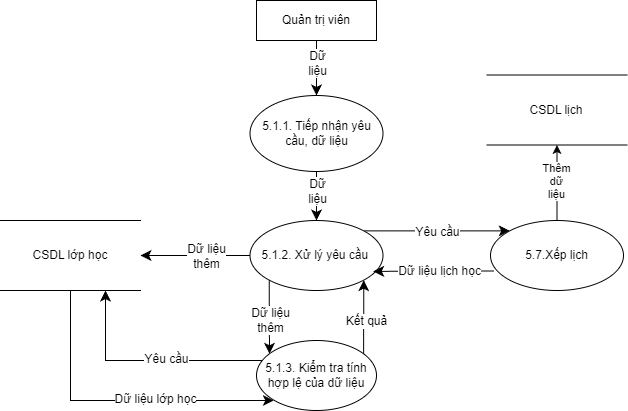 Quản trị viên
Dữ
liệu
CSDL lịch
5.1.1. Tiếp nhận yêu
cầu, dữ liệu
Thêm
dữ
liệu
Dữ
liệu
Yêu cầu
CSDL lớp học
Dữ liệu
thêm
5.1.2. Xử lý yêu cầu
5.7.Xếp lịch
Dữ liệu lịch học
Dữ liệu
thêm
Kết quả
Yêu cầu
5.1.3. Kiểm tra tính
hợp lệ của dữ liệu
Dữ liệu lớp học